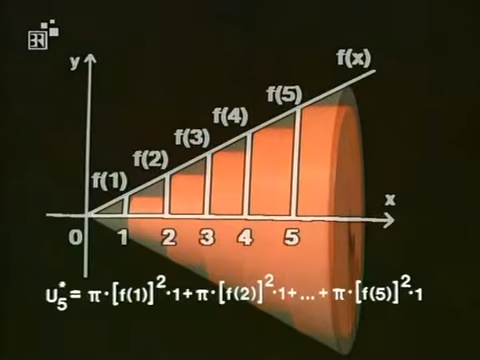 y
f(x)
f(5)
f(4)
f(3)
f(2)
f(1)
x
0 1 2 3 4 5
U₅* = π·[f(1)]²·1+π·[f(2)]²·1+...+ π·[f(5)]²·1